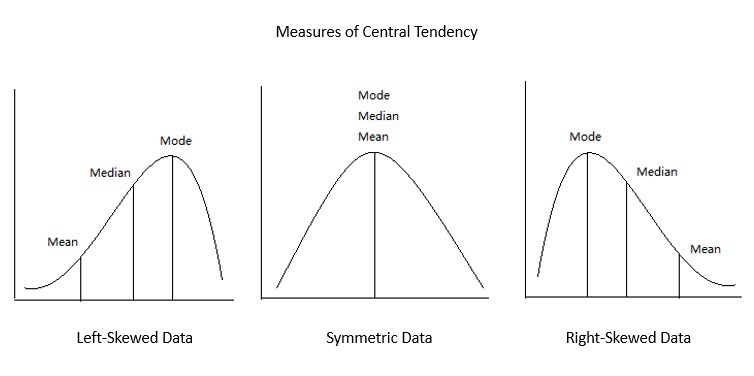 Measures of Central Tendency
Mode
Median
Mean
Left-Skewed Data
Mode
Median
Mean
Symmetric Data
Mode
Median
Mean
Right-Skewed Data